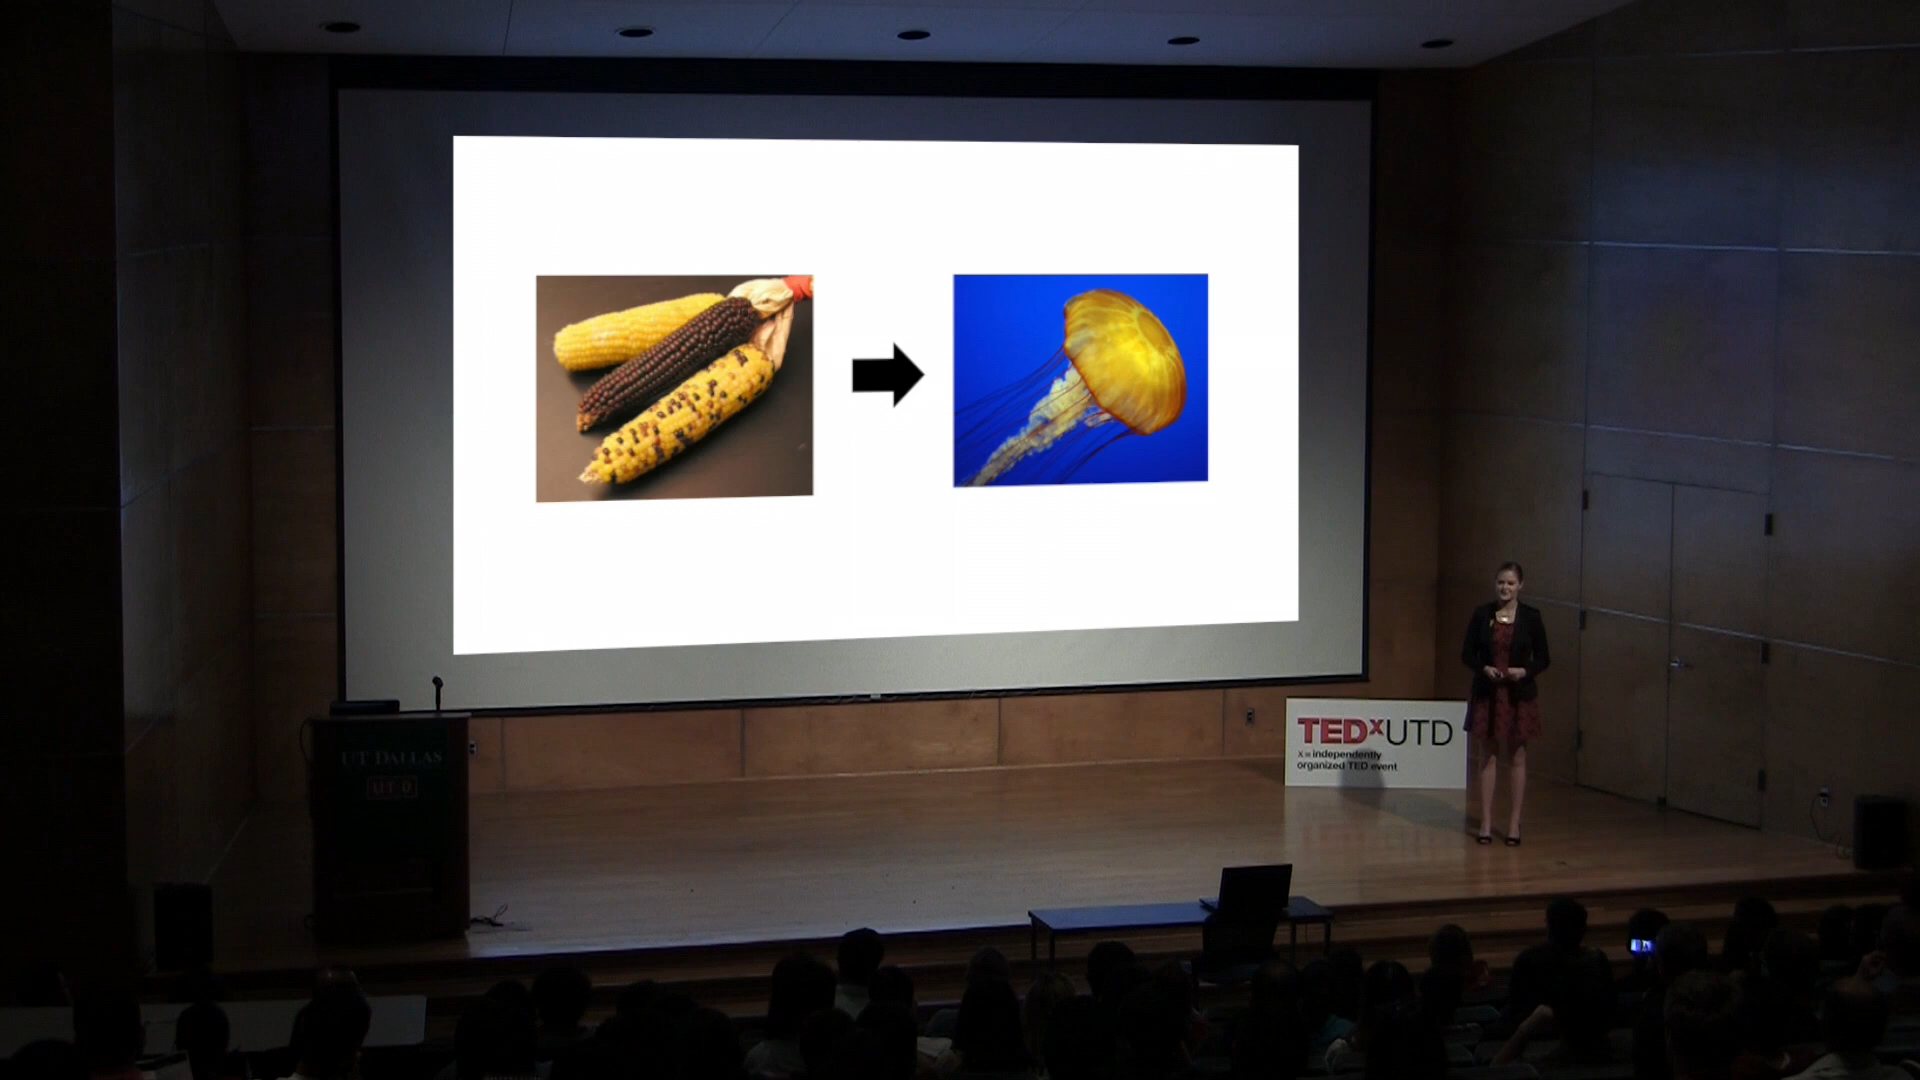 UT DALLAS
UTD
TEDxUTD
x = independently
organized TED event